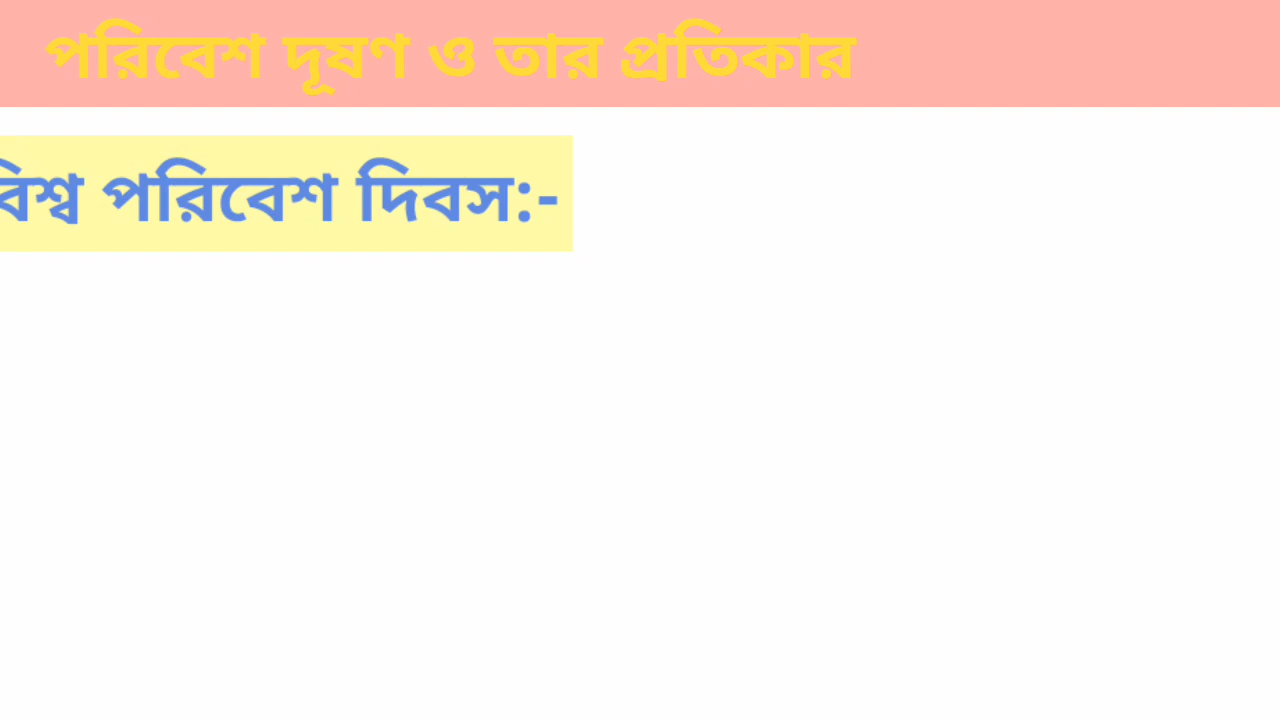 পরিবেশ দূষণ ও তার প্রতিকার
বিশ্ব পরিবেশ দিবস:-